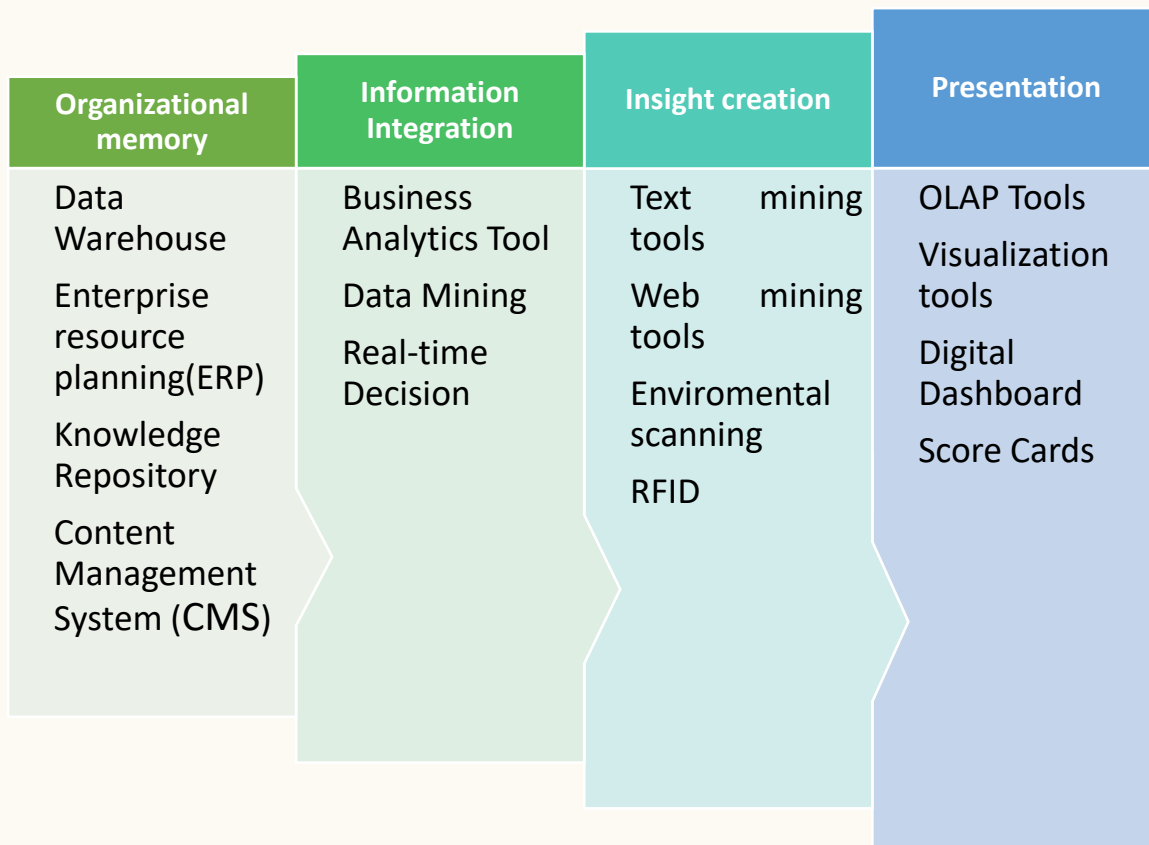 Organizational
memory
Data
Warehouse
Enterprise
resource
planning(ERP)
Knowledge
Repository
Content
Management
System (CMS)
Information
Integration
Business
Analytics Tool
Data Mining
Real-time
Decision
Insight creation
Text mining
tools
Web mining
tools
Enviromental
scanning
RFID
Presentation
OLAP Tools
Visualization
tools
Digital
Dashboard
Score Cards